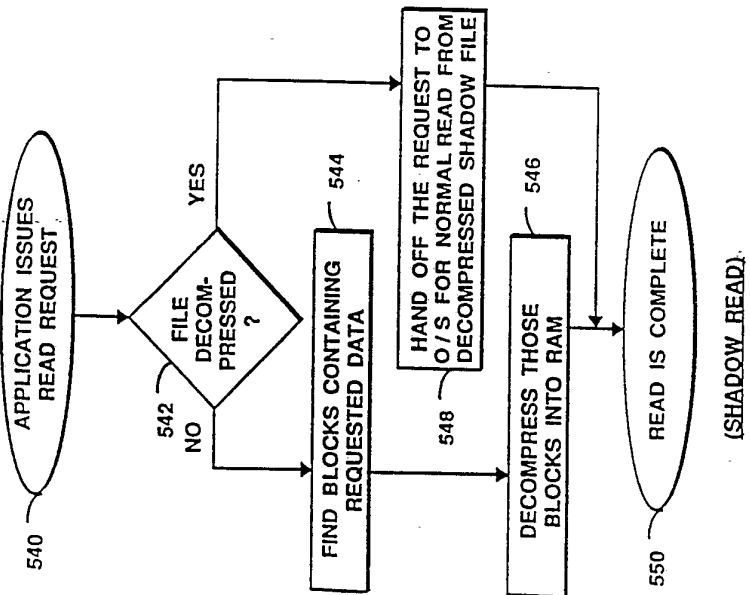 APPLICATION ISSUES
READ REQUEST
540
FILE
DECOM-
PRESSED
?
542
NO
YES
FIND BLOCKS CONTAINING
REQUESTED DATA
544
HAND OFF THE REQUEST TO
O/S FOR NORMAL READ FROM
DECOMPRESSED SHADOW FILE
548
DECOMPRESS THOSE
BLOCKS INTO RAM
546
READ IS COMPLETE
550
(SHADOW READ)